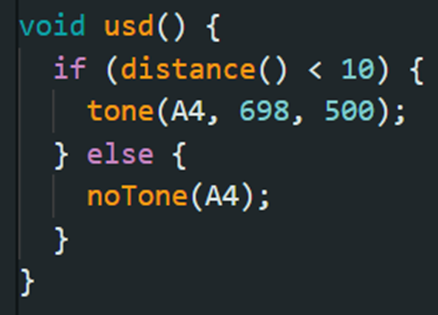 void usd() {
  if (distance() < 10) {
    tone(A4, 698, 500);
  } else {
    noTone(A4);
  }
}